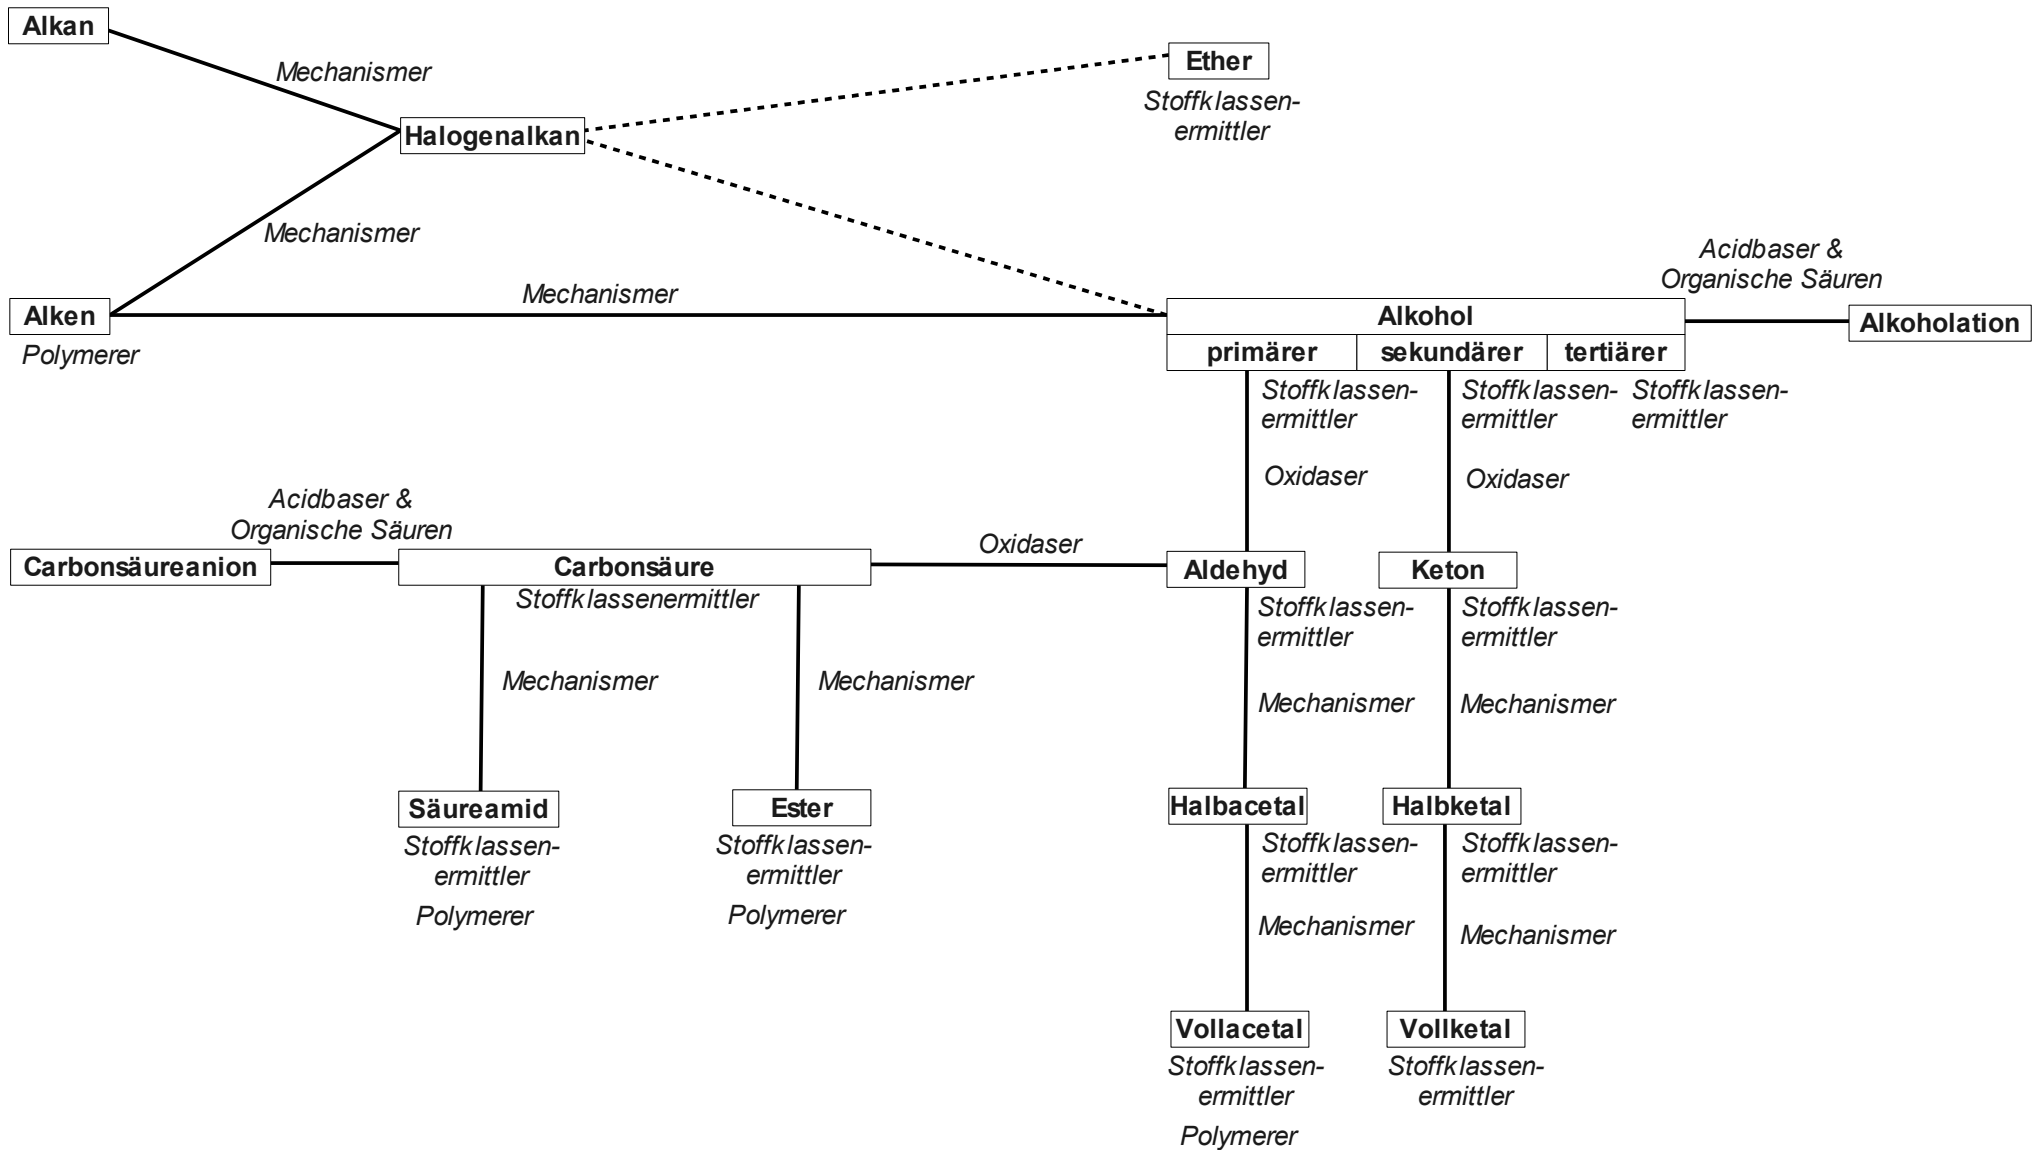 Alkan
Mechanismer
Ether
Stoffklassen-
ermittler
Halogenalkan
Mechanismer
Acidbaser &
Organische Säuren
Mechanismer
Alken
Polymerer
Alkohol
primärer sekundärer tertiärer
Alkoholation
Stoffklassen- Stoffklassen- Stoffklassen-
ermittler ermittler ermittler
Oxidaser Oxidaser
Acidbaser &
Organische Säuren
Oxidaser
Carbonsäureanion Carbonsäure Aldehyd Keton
Stoffklassenermittler
Stoffklassen- Stoffklassen-
ermittler ermittler
Mechanismer Mechanismer
Mechanismer Mechanismer
Säureamid Ester Halbacetal Halbketal
Stoffklassen- Stoffklassen- Stoffklassen- Stoffklassen-
ermittler ermittler ermittler ermittler
Polymerer Polymerer
Mechanismer Mechanismer
Vollacetal Vollketal
Stoffklassen- Stoffklassen-
ermittler ermittler
Polymerer